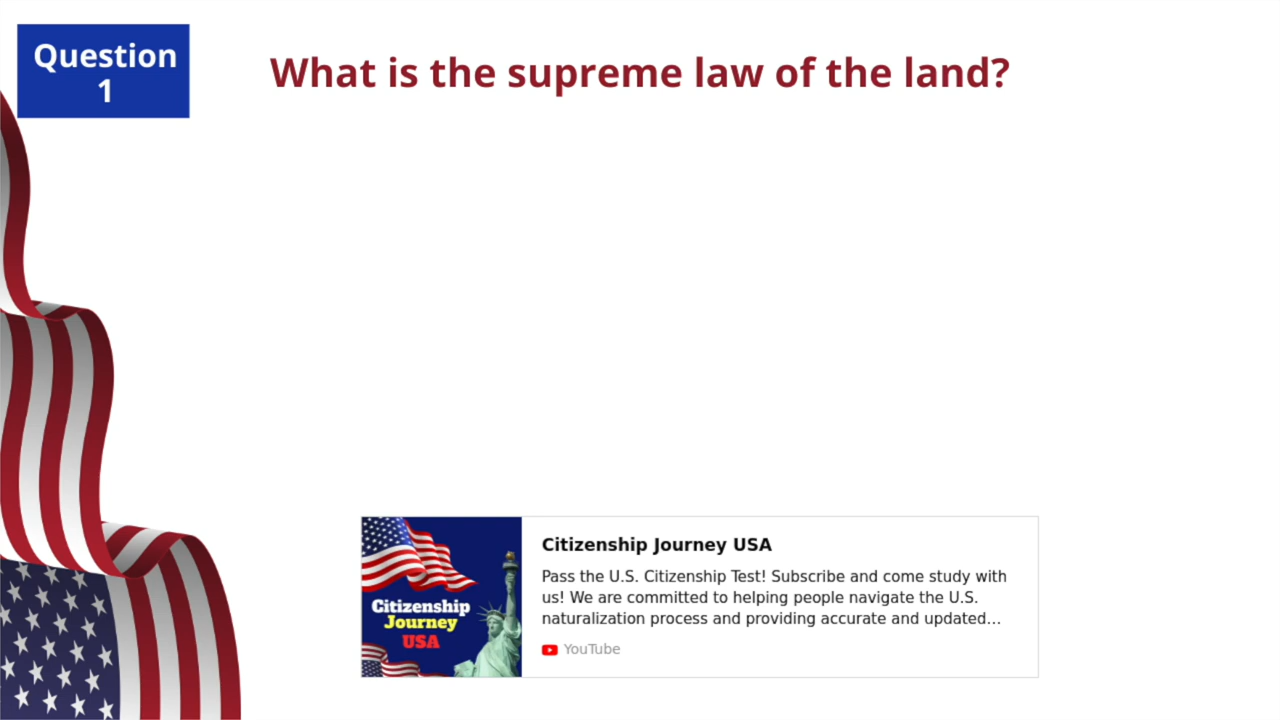 Question
1
What is the supreme law of the land?
Citizenship
Journey
USA
Citizenship Journey USA
Pass the U.S. Citizenship Test! Subscribe and come study with
us! We are committed to helping people navigate the U.S.
naturalization process and providing accurate and updated...
YouTube